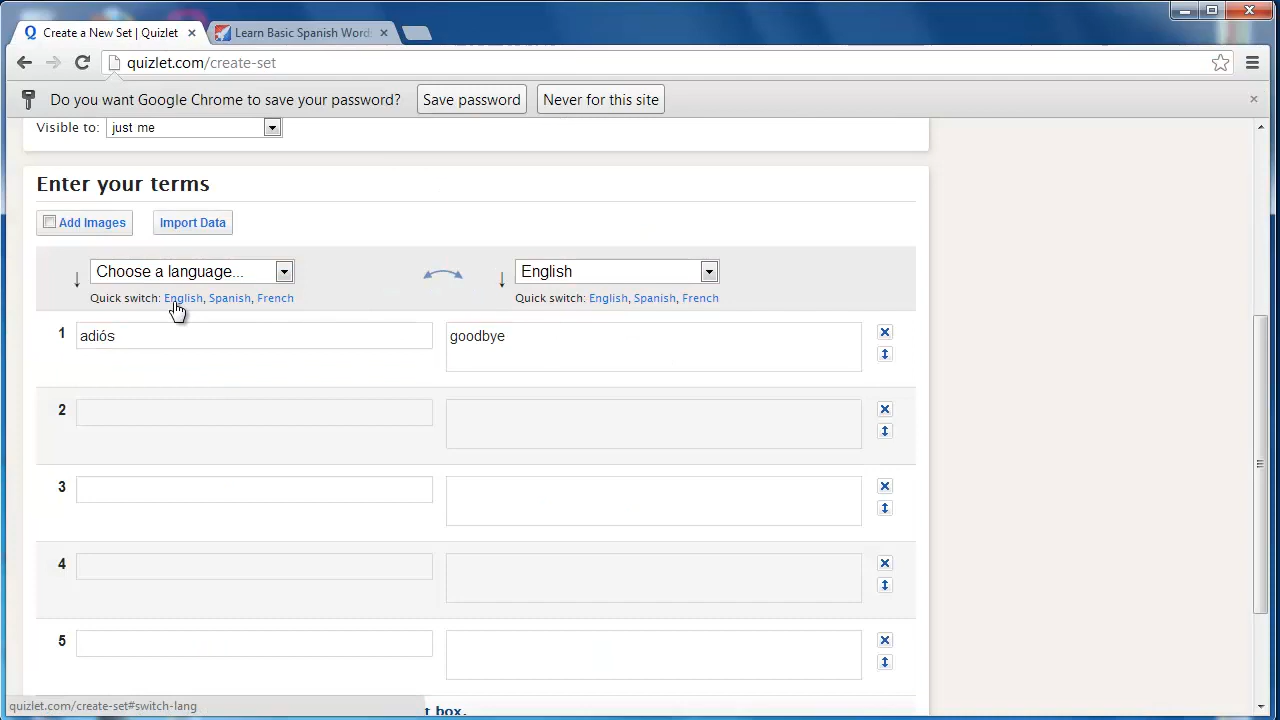 Create a New Set | Quizlet
Learn Basic Spanish Words
quizlet.com/create-set
Do you want Google Chrome to save your password? Save password Never for this site
Visible to: just me
Enter your terms
Add Images Import Data
Choose a language... English
Quick switch: English, Spanish, French Quick switch: English, Spanish, French
1 adiós goodbye
2
3
4
5
quizlet.com/create-set#switch-lang
t box.